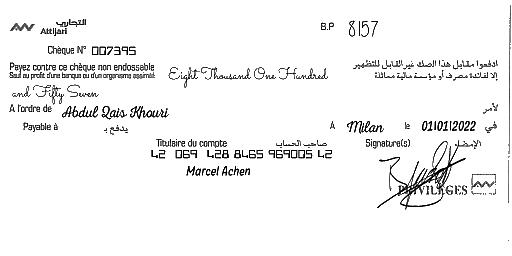 التجاري
Attijari
B.P 8157
Chèque N° 007395
Payez contre ce chèque non endossable
Sauf au profit d'une banque ou d'un organisme assimilé
Eight Thousand One Hundred
ادفعوا مقابل هذا الصك غير القابل للتظهير
إلا لفائدة مصرف أو مؤسسة مالية مماثلة
and Fifty Seven
A l'ordre de Abdul Qais Khouri لأمر
Payable à يدفع بـ
A Milan le 01/01/2022 في
Titulaire du compte صاحب الحساب
Signature(s) الإمضاء
42 069 428 8465 969005 42
Marcel Achen
PRIVILEGES